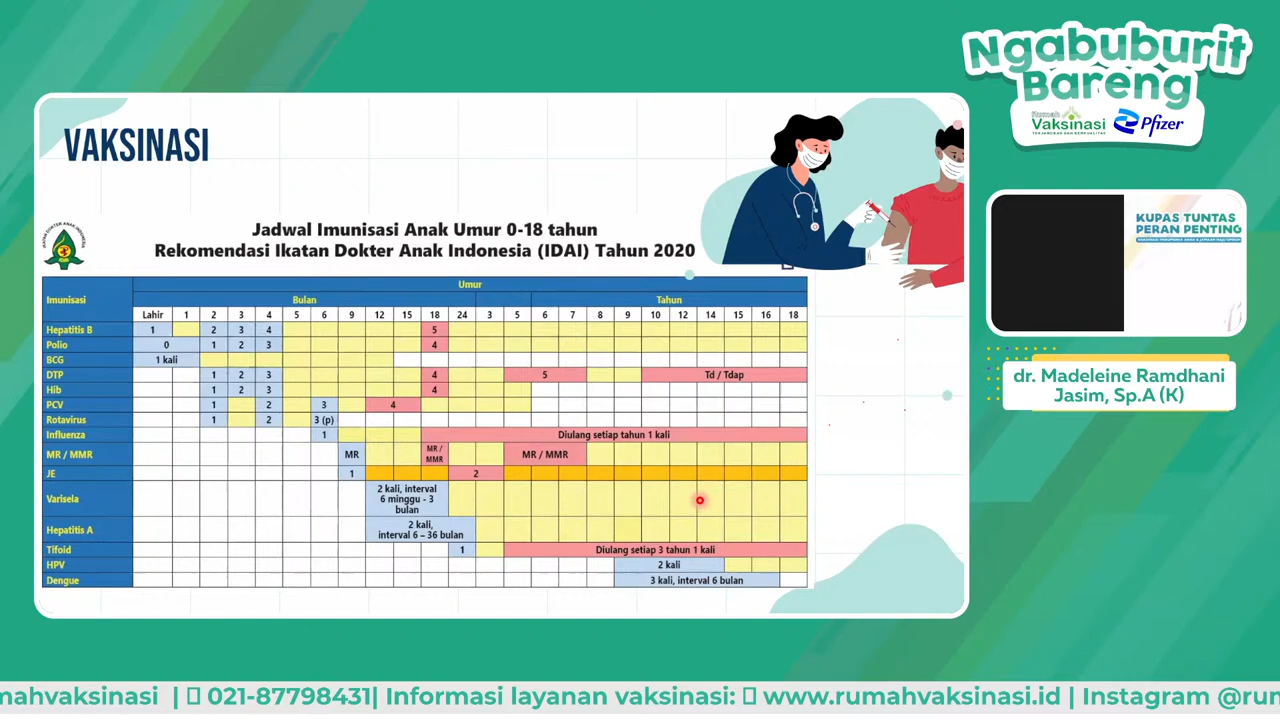 Ngabuburit
Bareng
Rumah
Vaksinasi
Pfizer
VAKSINASI
Jadwal Imunisasi Anak Umur 0-18 tahun
Rekomendasi Ikatan Dokter Anak Indonesia (IDAI) Tahun 2020
Imunisasi
Umur
Bulan
Tahun
Lahir 1 2 3 4 5 6 9 12 15 18 24 3 5 6 7 8 9 10 12 14 15 16 18
Hepatitis B 1 2 3 4 5
Polio 0 1 2 3 4
BCG 1 kali
DTP 1 2 3 4 5 Td / Tdap
Hib 1 2 3 4
PCV 1 2 3 4
Rotavirus 1 2 3 (p)
Influenza 1 Diulang setiap tahun 1 kali
MR / MMR MR MR / MMR MR / MMR
JE 1 2
Varisela 2 kali, interval
6 minggu - 3
bulan
Hepatitis A 2 kali,
interval 6 – 36 bulan
Tifoid 1 Diulang setiap 3 tahun 1 kali
HPV 2 kali
Dengue 3 kali, interval 6 bulan
KUPAS TUNTAS
PERAN PENTING
dr. Madeleine Ramdhani
Jasim, Sp.A (K)
mahvaksinasi | 021-87798431| Informasi layanan vaksinasi: www.rumahvaksinasi.id | Instagram @rum